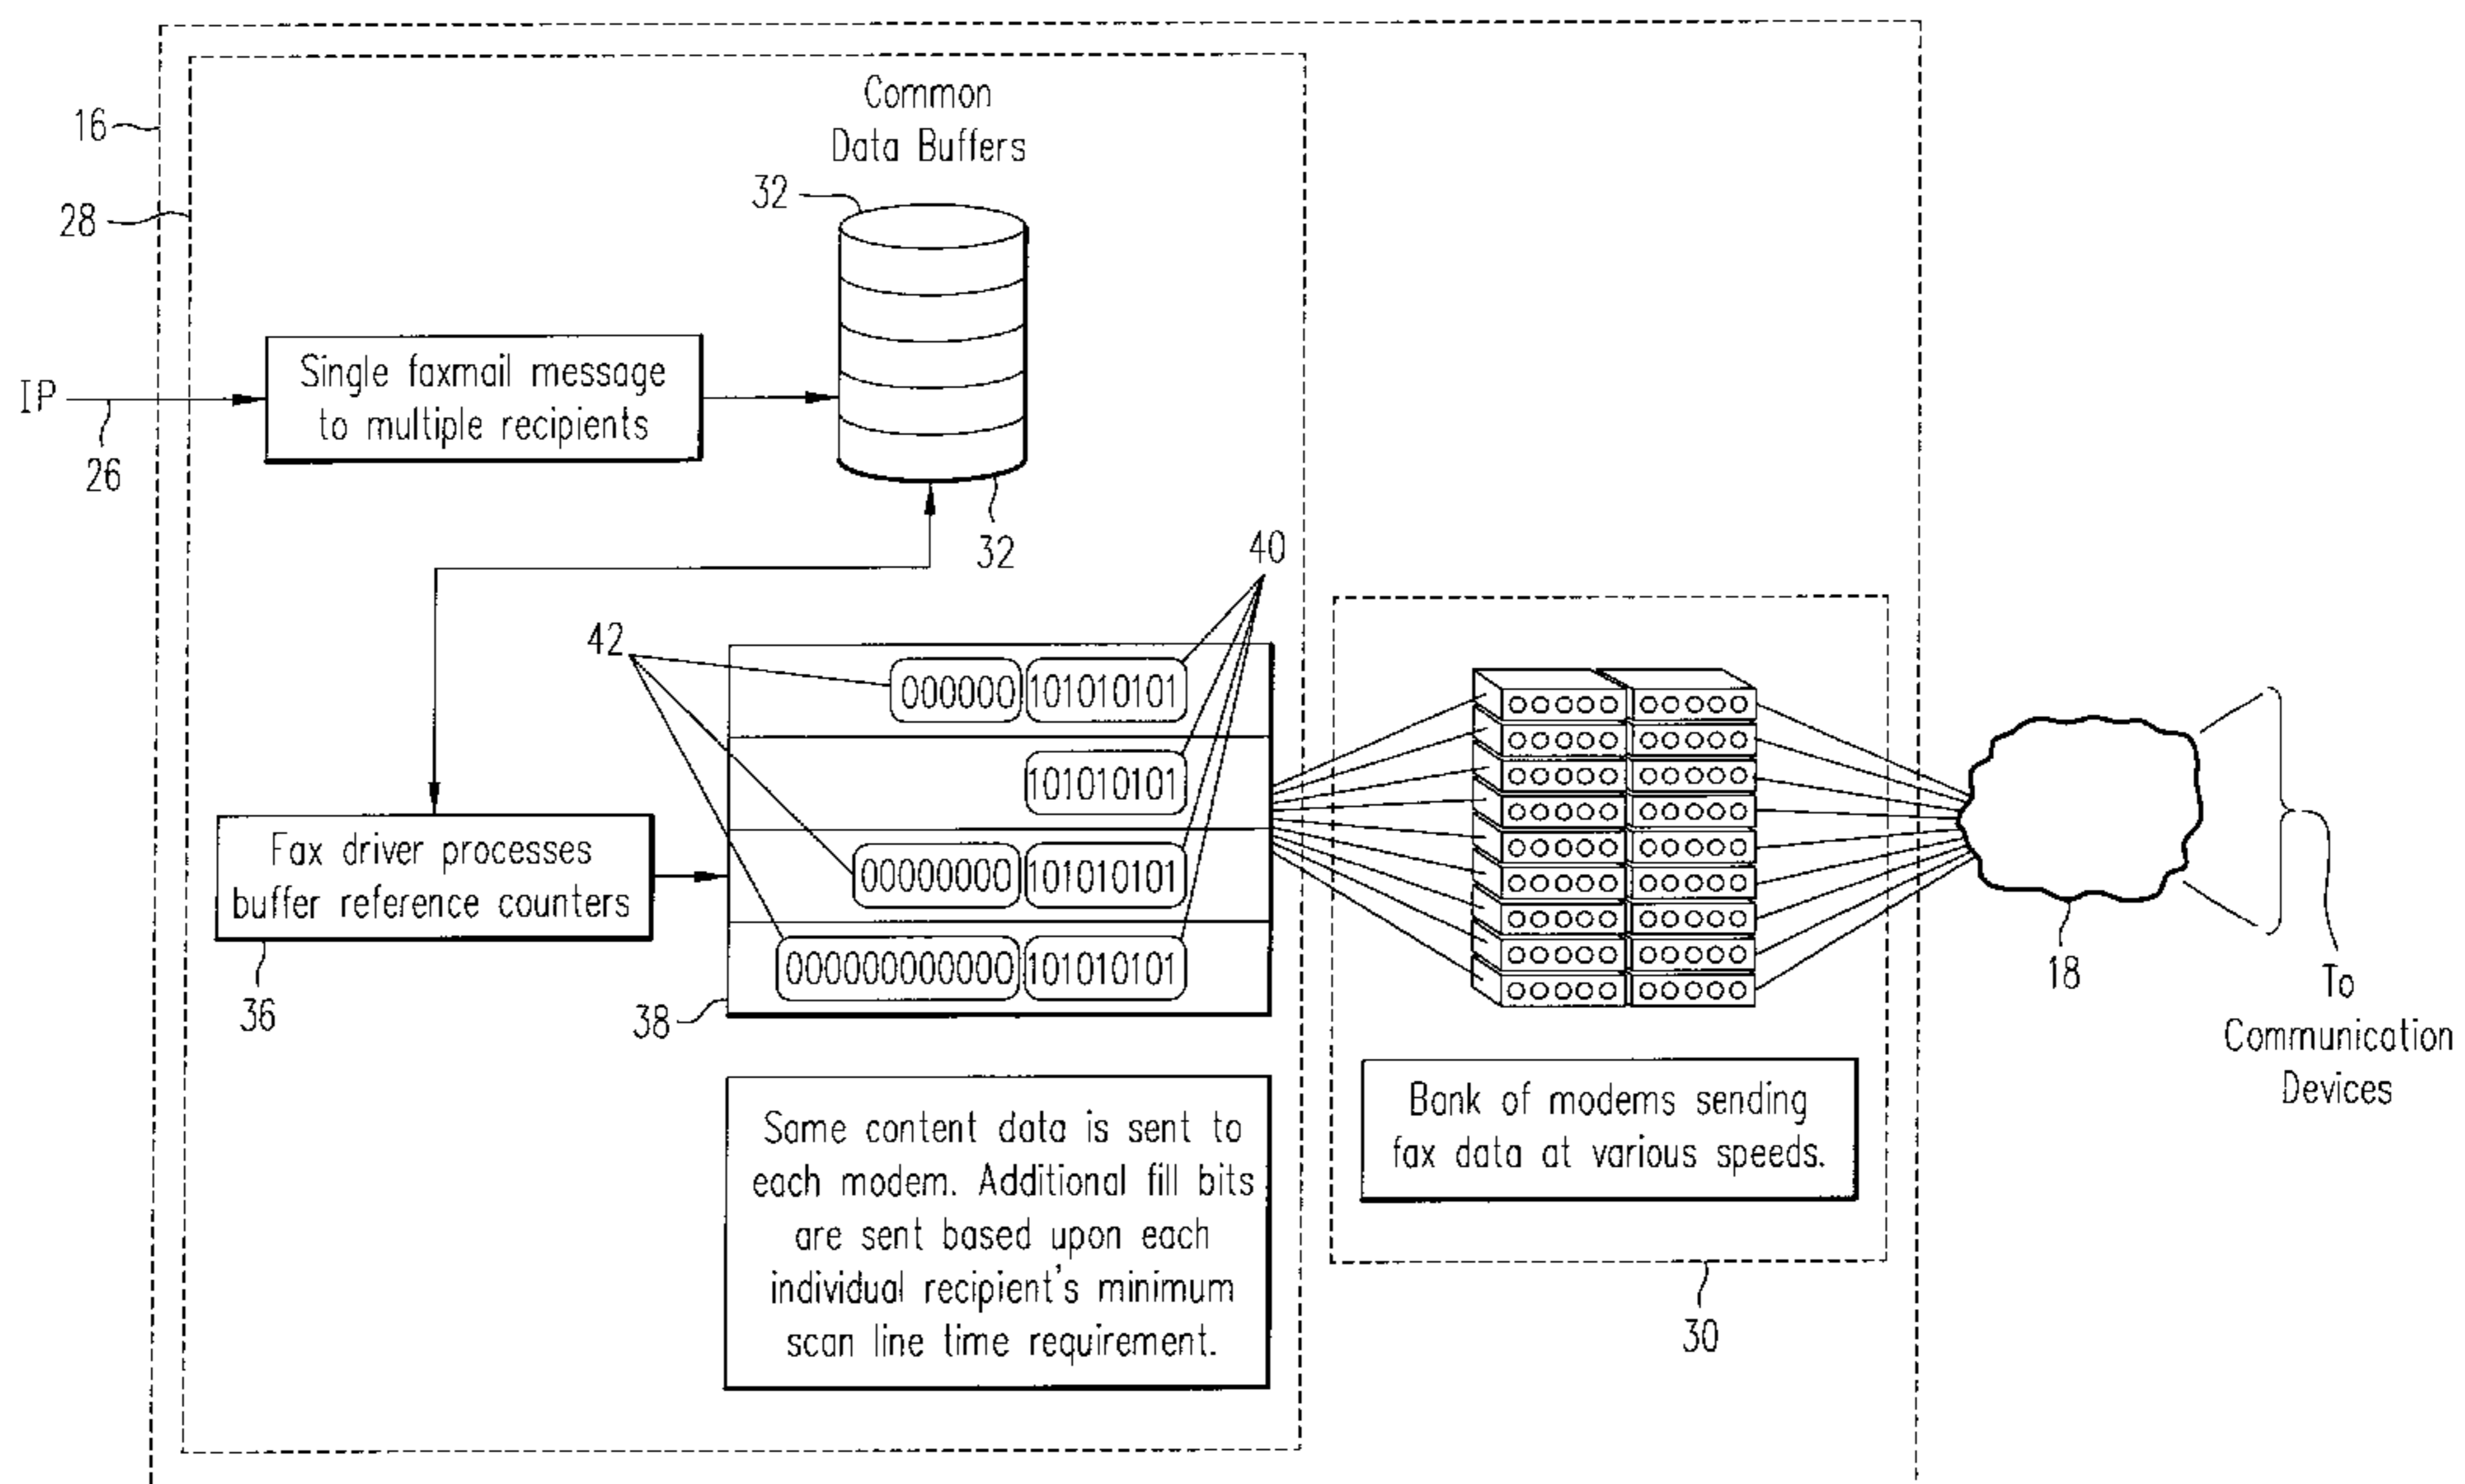 Common
Data Buffers
16
32
28
Single faxmail message
to multiple recipients
IP
26
32
40
42
000000 101010101
101010101
00000000 101010101
000000000000 101010101
Fax driver processes
buffer reference counters
36
38
18
To
Communication
Devices
Same content data is sent to
each modem. Additional fill bits
are sent based upon each
individual recipient's minimum
scan line time requirement.
Bank of modems sending
fax data at various speeds.
30